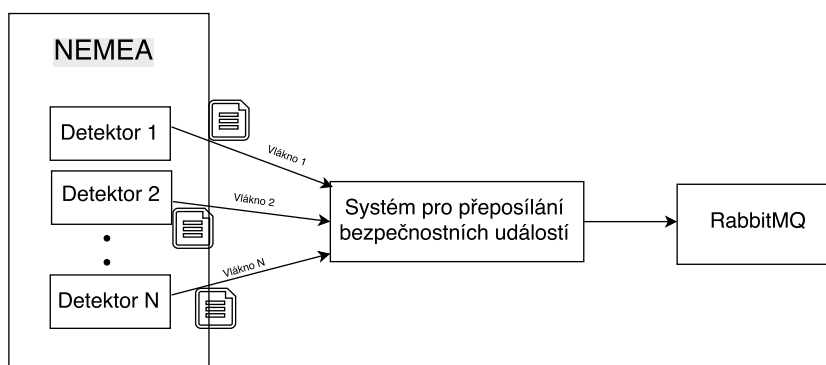 NEMEA
Detektor 1
Vlákno 1
Detektor 2
Vlákno 2
Detektor N
Vlákno N
Systém pro přeposílání
bezpečnostních událostí
RabbitMQ